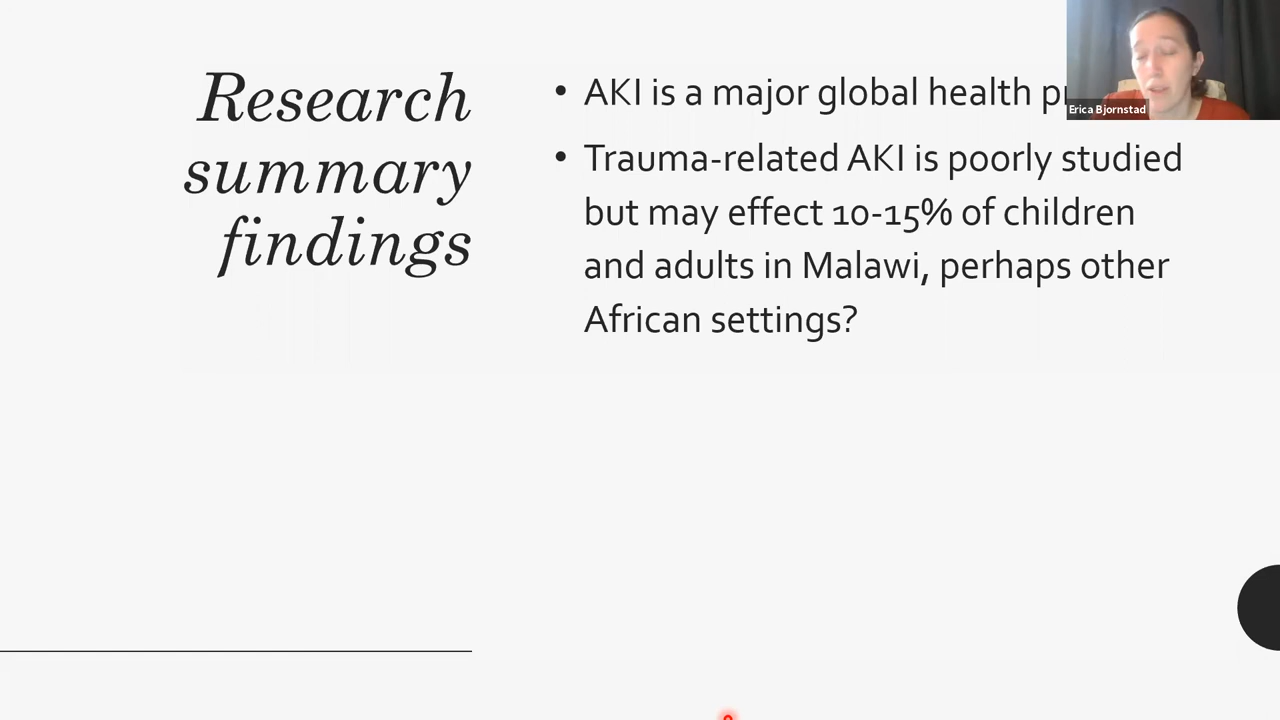 Research
summary
findings
• AKI is a major global health
• Trauma-related AKI is poorly studied
but may effect 10-15% of children
and adults in Malawi, perhaps other
African settings?
Erica Bjornstad